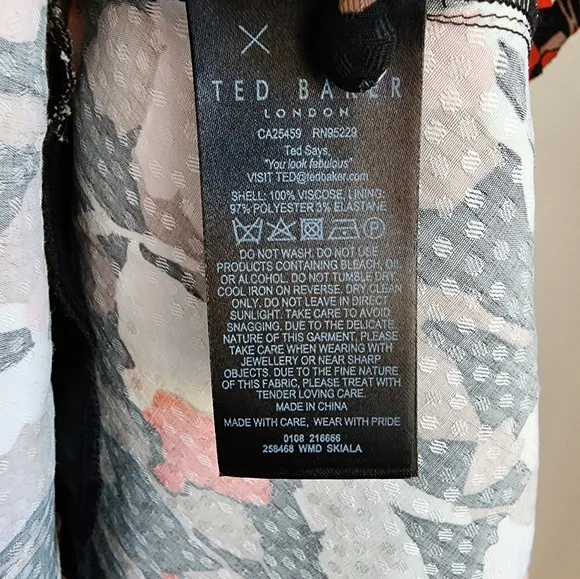 TED BAKER
LONDON
CA25459 RN95229
Ted Says,
"You look fabulous"
VISIT TED@tedbaker.com
SHELL: 100% VISCOSE, LINING:
97% POLYESTER 3% ELASTANE
DO NOT WASH. DO NOT USE
PRODUCTS CONTAINING BLEACH, OIL
OR ALCOHOL. DO NOT TUMBLE DRY.
COOL IRON ON REVERSE. DRY CLEAN
ONLY. DO NOT LEAVE IN DIRECT
SUNLIGHT. TAKE CARE TO AVOID
SNAGGING. DUE TO THE DELICATE
NATURE OF THIS GARMENT, PLEASE
TAKE CARE WHEN WEARING WITH
JEWELLERY OR NEAR SHARP
OBJECTS. DUE TO THE FINE NATURE
OF THIS FABRIC, PLEASE TREAT WITH
TENDER LOVING CARE.
MADE IN CHINA
MADE WITH CARE, WEAR WITH PRIDE
0108 216666
258468 WMD SKIALA